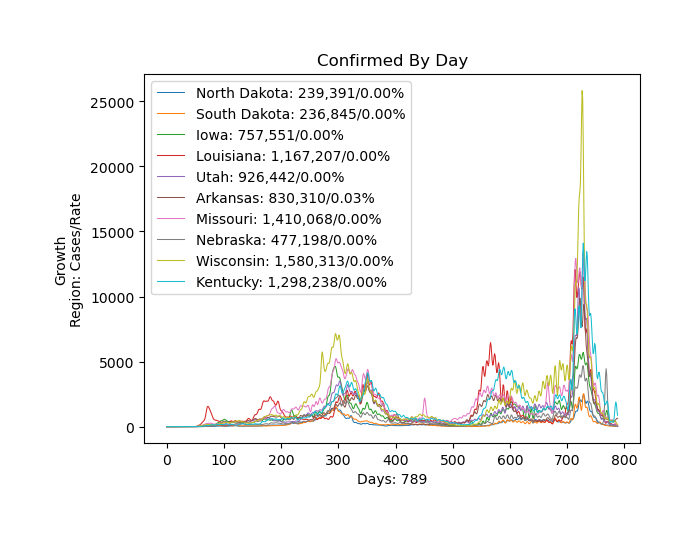 Confirmed By Day
North Dakota: 239,391/0.00%
South Dakota: 236,845/0.00%
Iowa: 757,551/0.00%
Louisiana: 1,167,207/0.00%
Utah: 926,442/0.00%
Arkansas: 830,310/0.03%
Missouri: 1,410,068/0.00%
Nebraska: 477,198/0.00%
Wisconsin: 1,580,313/0.00%
Kentucky: 1,298,238/0.00%
Growth
Region: Cases/Rate
25000
20000
15000
10000
5000
0
0 100 200 300 400 500 600 700 800
Days: 789